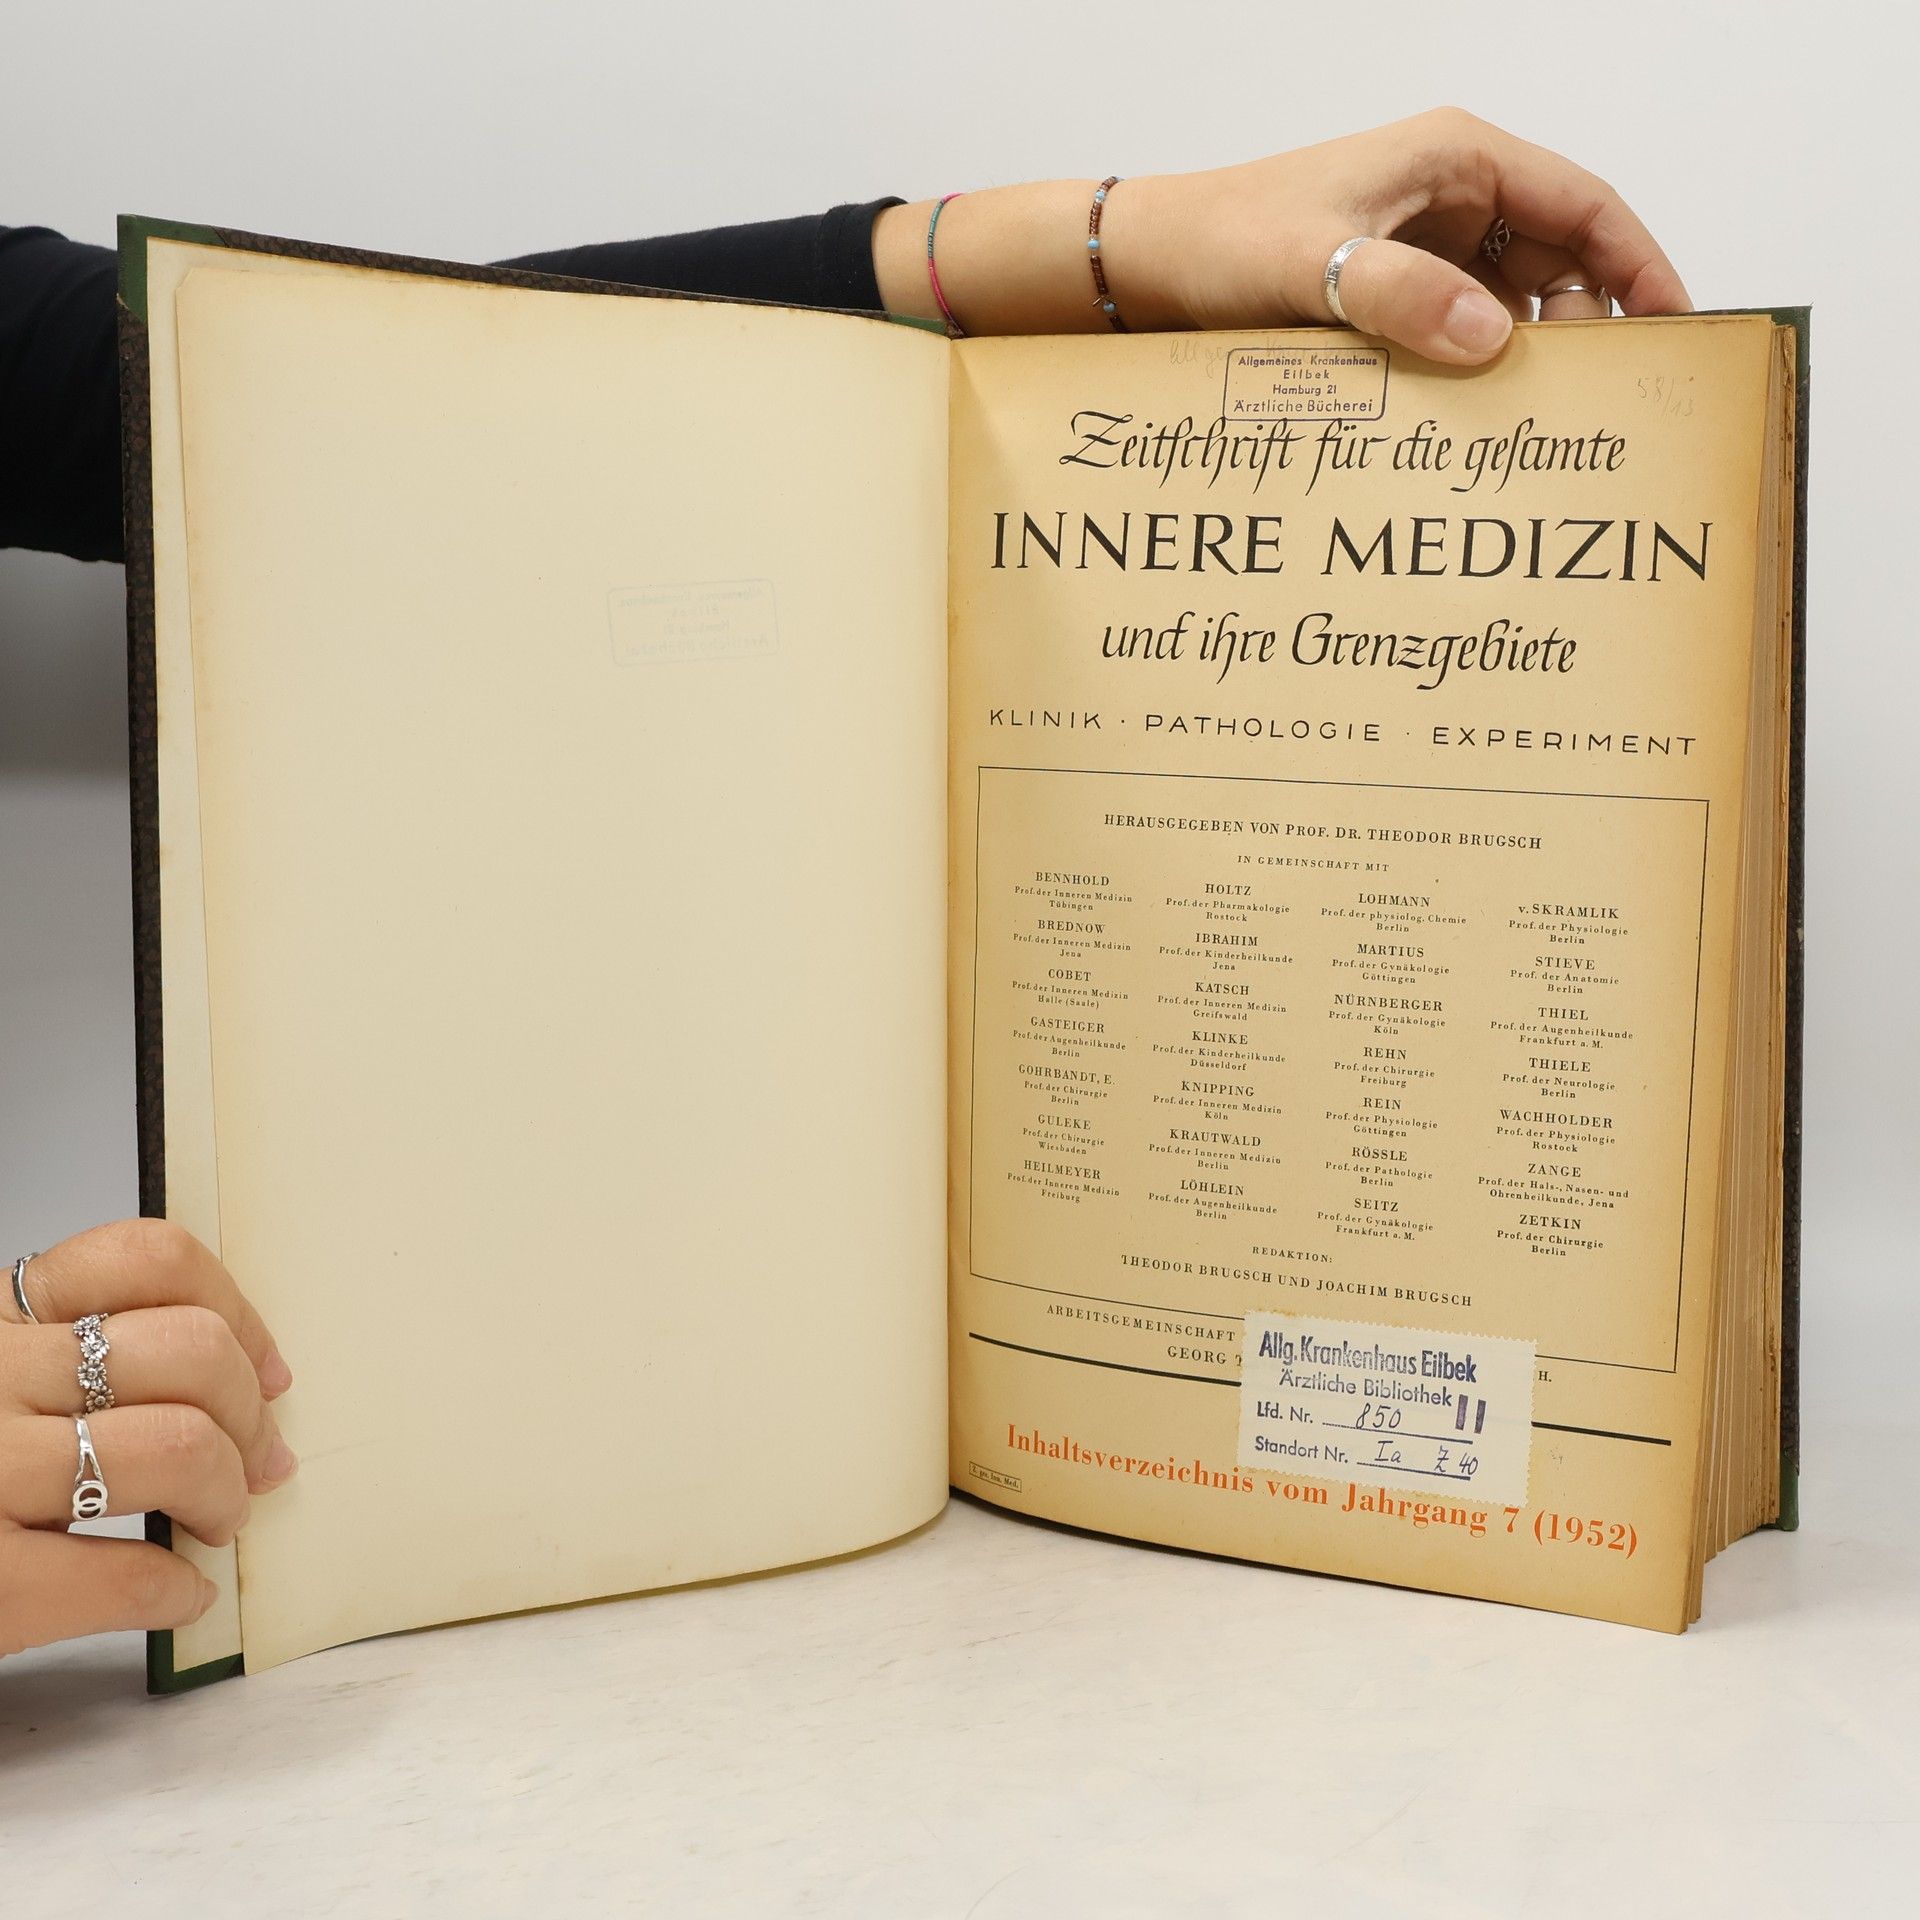 Allgemeines Krankenhaus
Eilbek
Hamburg 21
Ärztliche Bücherei
58/13
Zeitschrift für die gesamte
INNERE MEDIZIN
und ihre Grenzgebiete
KLINIK · PATHOLOGIE · EXPERIMENT
HERAUSGEGEBEN VON PROF. DR. THEODOR BRUGSCH
IN GEMEINSCHAFT MIT
BENNHOLD
Prof. der Inneren Medizin
Tübingen
BREDNOW
Prof. der Inneren Medizin
Jena
COBET
Prof. der Inneren Medizin
Halle (Saale)
GASTEIGER
Prof. der Augenheilkunde
Berlin
GOHRBANDT, E.
Prof. der Chirurgie
Berlin
GULEKE
Prof. der Chirurgie
Wiesbaden
HEILMEYER
Prof. der Inneren Medizin
Freiburg
HOLTZ
Prof. der Pharmakologie
Rostock
IBRAHIM
Prof. der Kinderheilkunde
Jena
KATSCH
Prof. der Inneren Medizin
Greifswald
KLINKE
Prof. der Kinderheilkunde
Düsseldorf
KNIPPING
Prof. der Inneren Medizin
Köln
KRAUTWALD
Prof. der Inneren Medizin
Berlin
LÖHLEIN
Prof. der Augenheilkunde
Berlin
LOHMANN
Prof. der physiolog. Chemie
Berlin
MARTIUS
Prof. der Gynäkologie
Göttingen
NÜRNBERGER
Prof. der Gynäkologie
Köln
REHN
Prof. der Chirurgie
Freiburg
REIN
Prof. der Physiologie
Göttingen
RÖSSLE
Prof. der Pathologie
Berlin
SEITZ
Prof. der Gynäkologie
Frankfurt a. M.
v. SKRAMLIK
Prof. der Physiologie
Berlin
STIEVE
Prof. der Anatomie
Berlin
THIEL
Prof. der Augenheilkunde
Frankfurt a. M.
THIELE
Prof. der Neurologie
Berlin
WACHHOLDER
Prof. der Physiologie
Rostock
ZANGE
Prof. der Hals-, Nasen- und
Ohrenheilkunde, Jena
ZETKIN
Prof. der Chirurgie
Berlin
REDAKTION:
THEODOR BRUGSCH UND JOACHIM BRUGSCH
ARBEITSGEMEINSCHAFT
GEORG H.
Allg. Krankenhaus Eilbek
Ärztliche Bibliothek
Lfd. Nr. 850
Standort Nr. Ia Z 40
Z. ges. inn. Med.
Inhaltsverzeichnis vom Jahrgang 7 (1952)